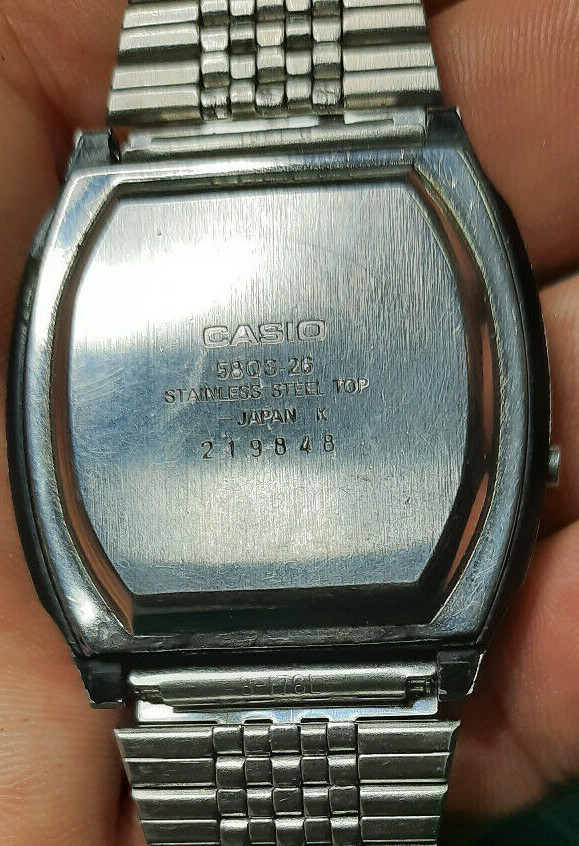 CASIO
58QS-26
STAINLESS STEEL TOP
JAPAN K
219848